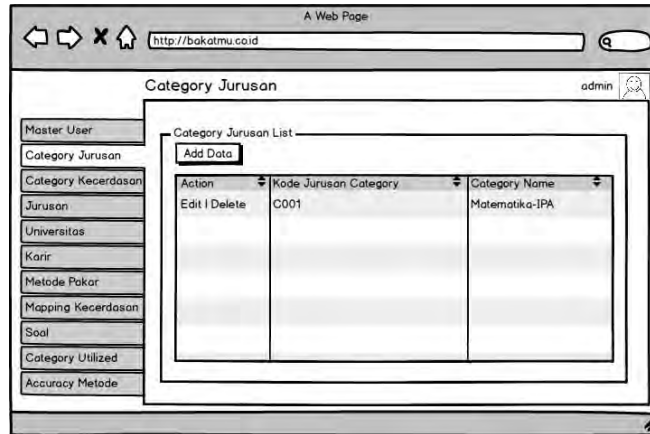 A Web Page
http://bakatmu.co.id
Category Jurusan
admin
Master User
Category Jurusan
Category Kecerdasan
Jurusan
Universitas
Karir
Metode Pakar
Mapping Kecerdasan
Soal
Category Utilized
Accuracy Metode
Category Jurusan List
Add Data
Action Kode Jurusan Category Category Name
Edit | Delete C001 Matematika-IPA